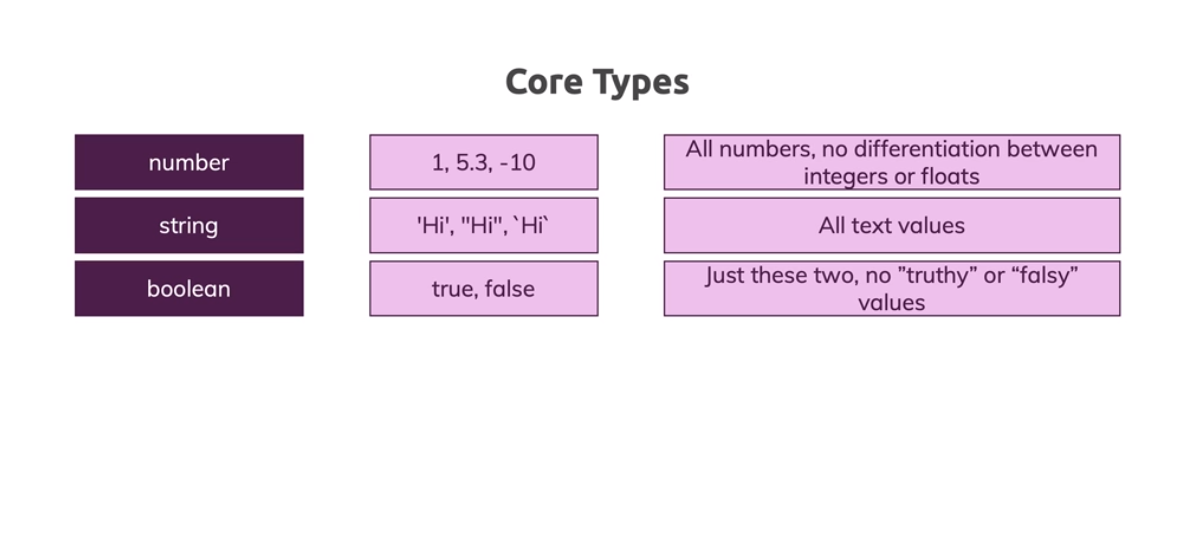 Core Types
number
1, 5.3, -10
All numbers, no differentiation between
integers or floats
string
'Hi', "Hi", `Hi`
All text values
boolean
true, false
Just these two, no ”truthy” or “falsy”
values